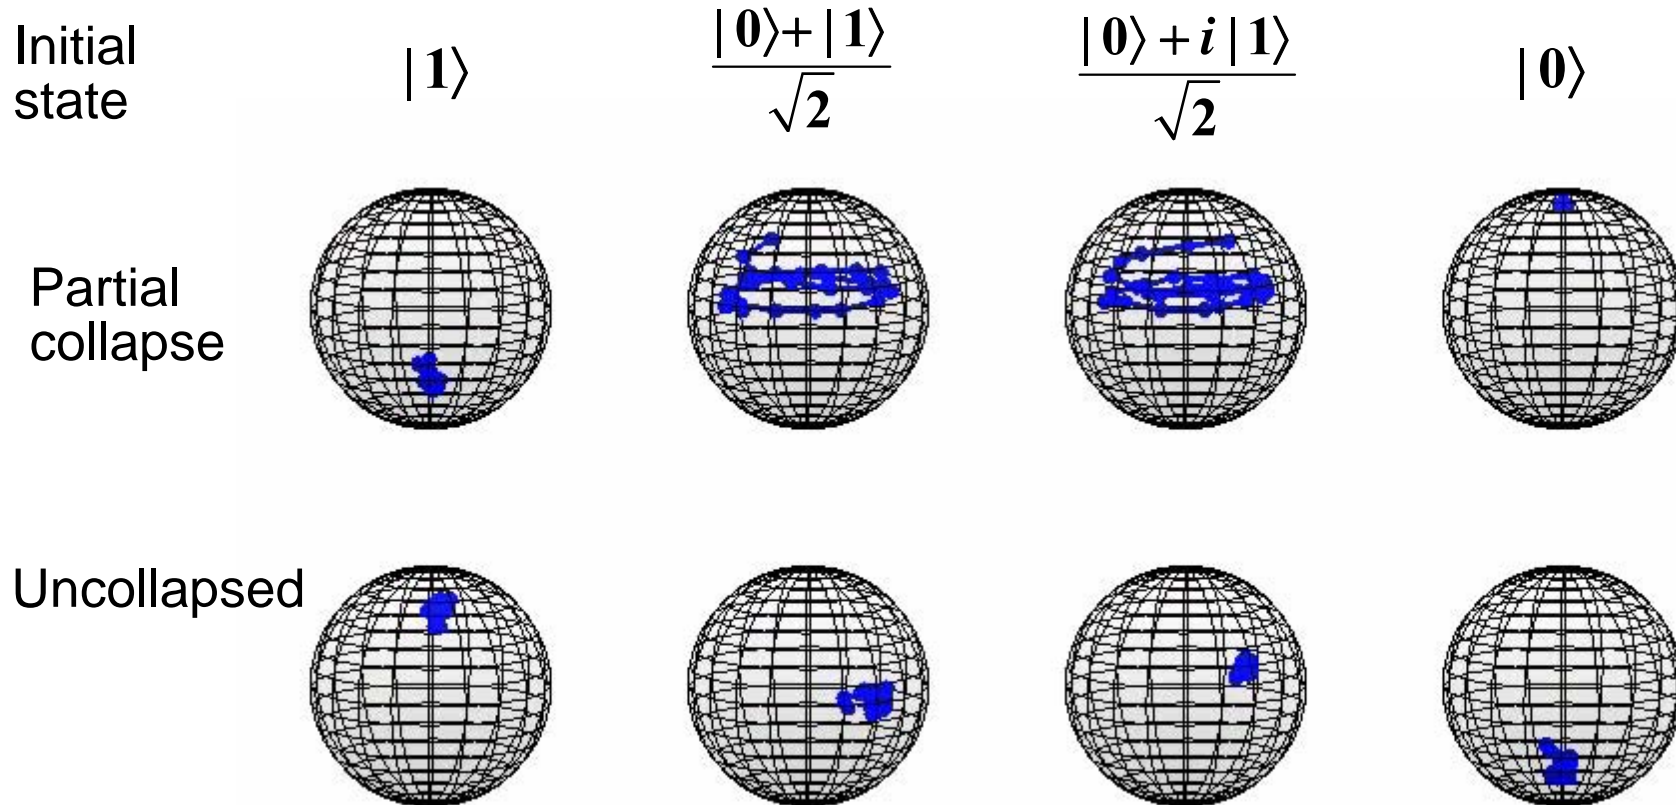 Initial
state
|1⟩
|0⟩+|1⟩
√2
|0⟩ + i |1⟩
√2
|0⟩
Partial
collapse
Uncollapsed